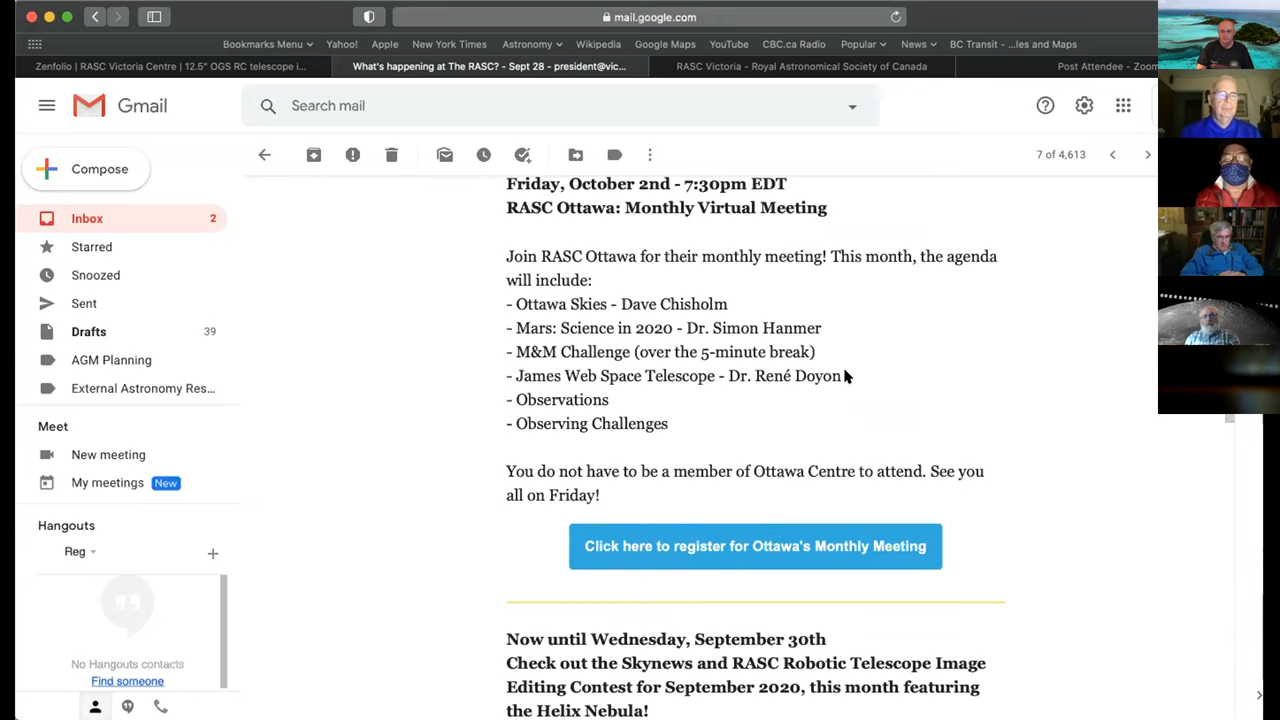 mail.google.com
Bookmarks Menu Yahoo! Apple New York Times Astronomy Wikipedia Google Maps YouTube CBC.ca Radio Popular News BC Transit - ...les and Maps
Zenfolio | RASC Victoria Centre | 12.5" OGS RC telescope i... What's happening at The RASC? - Sept 28 - president@vic... RASC Victoria - Royal Astronomical Society of Canada Post Attendee - Zoom
Gmail
Search mail
Compose
7 of 4,613
Inbox 2
Starred
Snoozed
Sent
Drafts 39
AGM Planning
External Astronomy Res...
Meet
New meeting
My meetings New
Hangouts
Reg
No Hangouts contacts
Find someone
Friday, October 2nd - 7:30pm EDT
RASC Ottawa: Monthly Virtual Meeting
Join RASC Ottawa for their monthly meeting! This month, the agenda
will include:
- Ottawa Skies - Dave Chisholm
- Mars: Science in 2020 - Dr. Simon Hanmer
- M&M Challenge (over the 5-minute break)
- James Web Space Telescope - Dr. René Doyon
- Observations
- Observing Challenges
You do not have to be a member of Ottawa Centre to attend. See you
all on Friday!
Click here to register for Ottawa's Monthly Meeting
Now until Wednesday, September 30th
Check out the Skynews and RASC Robotic Telescope Image
Editing Contest for September 2020, this month featuring
the Helix Nebula!